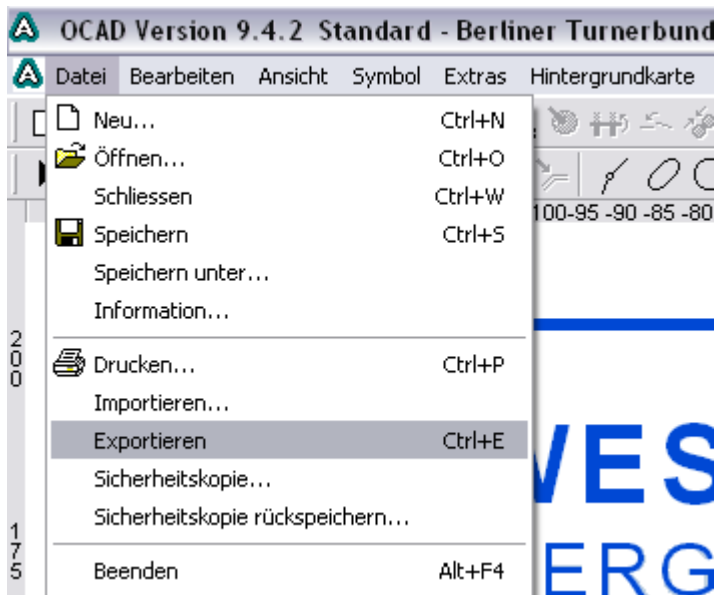 OCAD Version 9.4.2 Standard - Berliner Turnerbund
Datei Bearbeiten Ansicht Symbol Extras Hintergrundkarte
Neu... Ctrl+N
Öffnen... Ctrl+O
Schliessen Ctrl+W
100-95 -90 -85 -80
Speichern Ctrl+S
Speichern unter...
Information...
200
Drucken... Ctrl+P
Importieren...
Exportieren Ctrl+E
Sicherheitskopie...
Sicherheitskopie rückspeichern...
175
Beenden Alt+F4